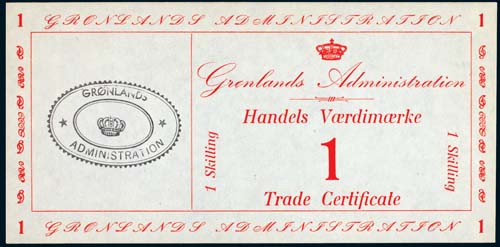 1 GRØNLANDS ADMINISTRATION 1
GRØNLANDS
ADMINISTRATION
Grønlands Administration
Handels Værdimærke
1 Skilling
1
1 Skilling
Trade Certificate
1 GRØNLANDS ADMINISTRATION 1